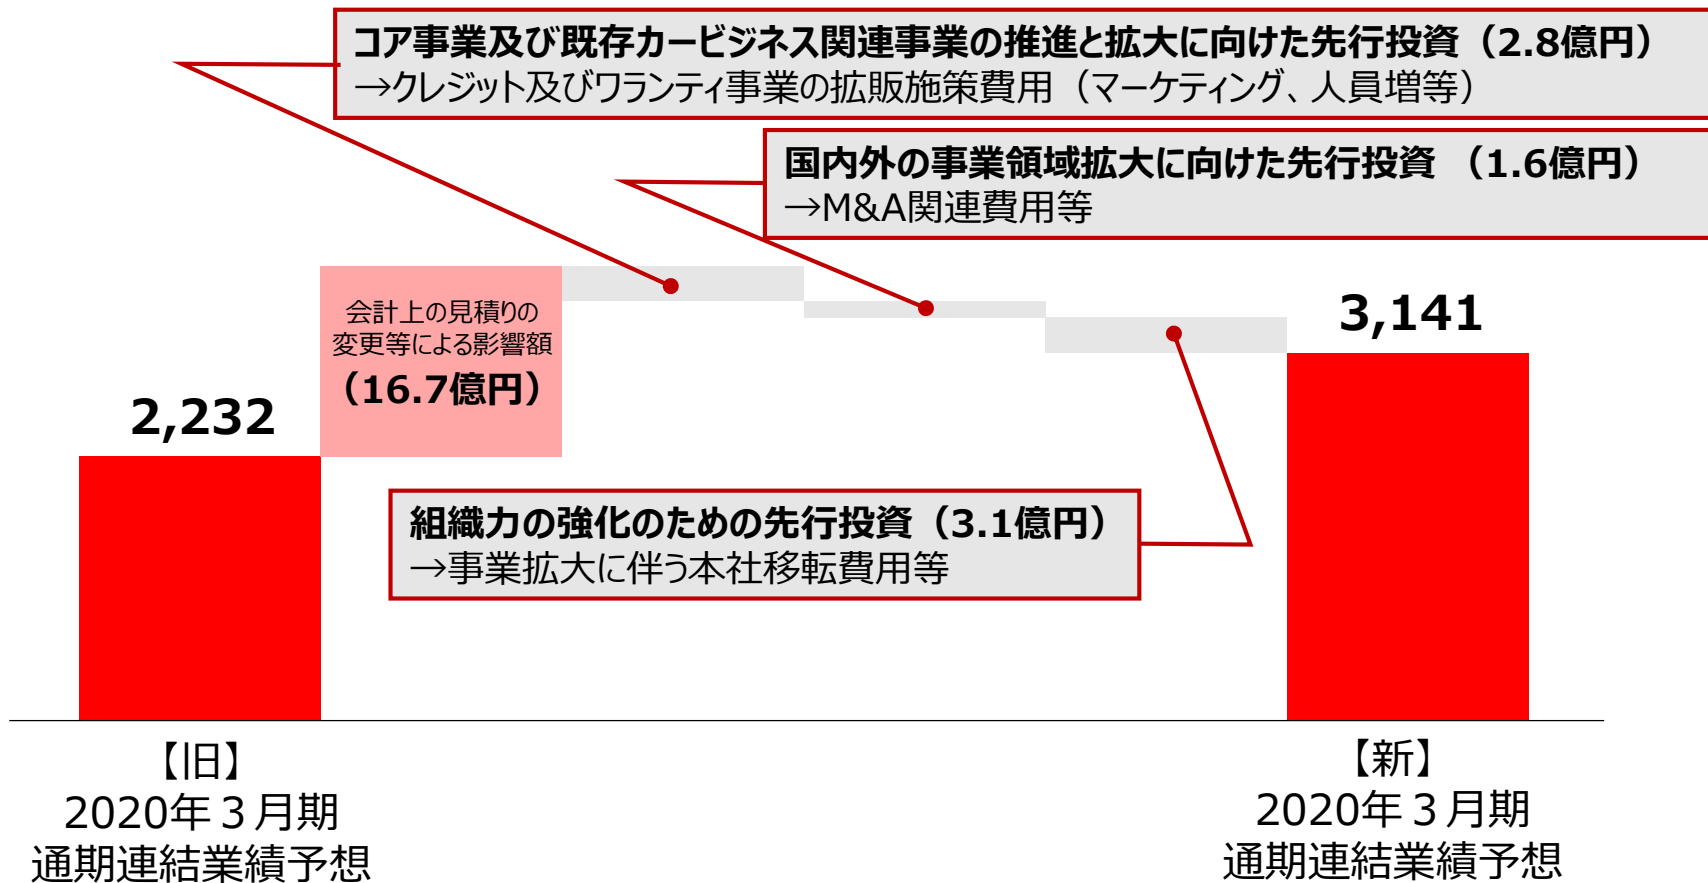 コア事業及び既存カービジネス関連事業の推進と拡大に向けた先行投資（2.8億円）
→クレジット及びワランティ事業の拡販施策費用（マーケティング、人員増等）
国内外の事業領域拡大に向けた先行投資 （1.6億円）
→M&A関連費用等
会計上の見積りの
変更等による影響額
（16.7億円）
3,141
2,232
組織力の強化のための先行投資（3.1億円）
→事業拡大に伴う本社移転費用等
【旧】
2020年３月期
通期連結業績予想
【新】
2020年３月期
通期連結業績予想